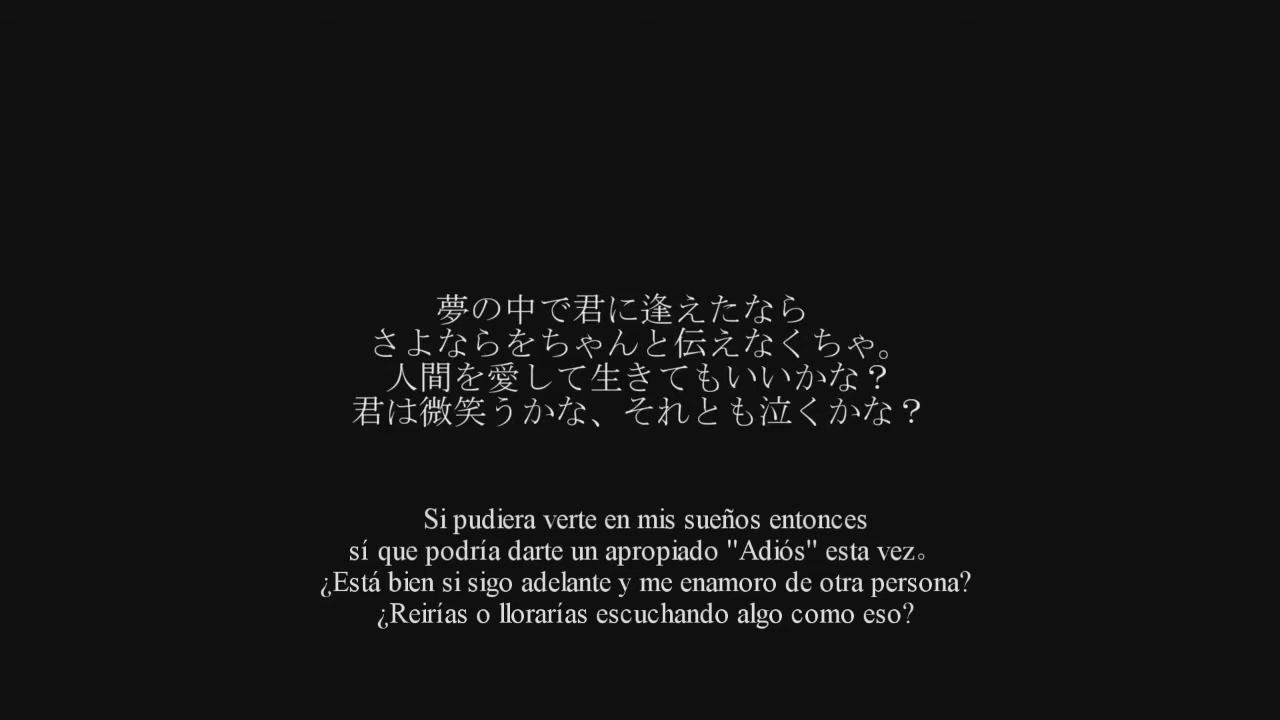 夢の中で君に逢えたなら
さよならをちゃんと伝えなくちゃ。
人間を愛して生きてもいいかな？
君は微笑うかな、それとも泣くかな？
Si pudiera verte en mis sueños entonces
sí que podría darte un apropiado "Adiós" esta vez。
¿Está bien si sigo adelante y me enamoro de otra persona?
¿Reirías o llorarías escuchando algo como eso?